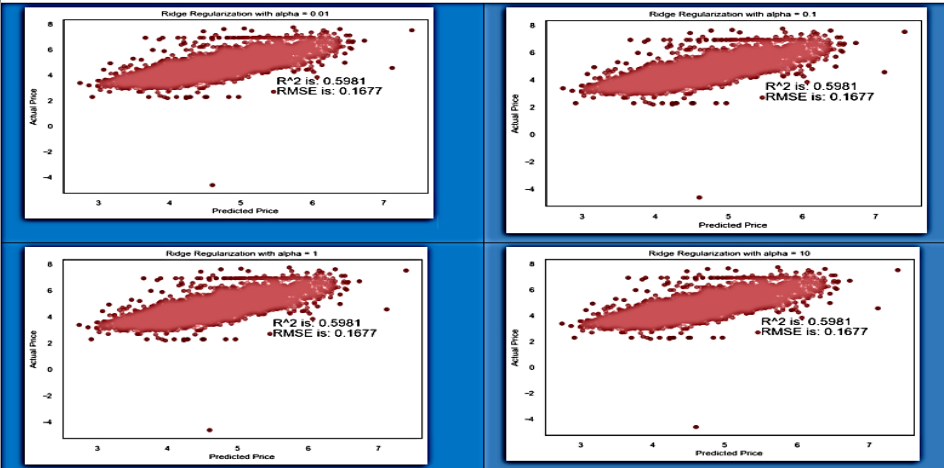 Ridge Regularization with alpha = 0.01
8
6
4
2
0
−2
−4
Actual Price
R^2 is: 0.5981
RMSE is: 0.1677
3 4 5 6 7
Predicted Price
Ridge Regularization with alpha = 0.1
8
6
4
2
0
−2
−4
Actual Price
R^2 is: 0.5981
RMSE is: 0.1677
3 4 5 6 7
Predicted Price
Ridge Regularization with alpha = 1
8
6
4
2
0
−2
−4
Actual Price
R^2 is: 0.5981
RMSE is: 0.1677
3 4 5 6 7
Predicted Price
Ridge Regularization with alpha = 10
8
6
4
2
0
−2
−4
Actual Price
R^2 is: 0.5981
RMSE is: 0.1677
3 4 5 6 7
Predicted Price